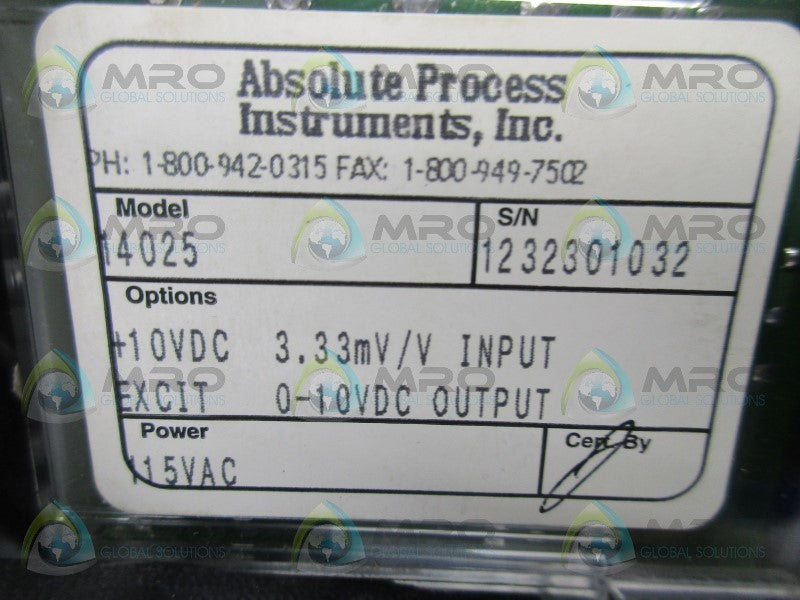 Absolute Process
Instruments, Inc.
PH: 1-800-942-0315 FAX: 1-800-949-7502
Model
14025
S/N
1232301032
Options
+10VDC 3.33mV/V INPUT
EXCIT 0-10VDC OUTPUT
Power
115VAC
Cert. By
MRO
GLOBAL SOLUTIONS